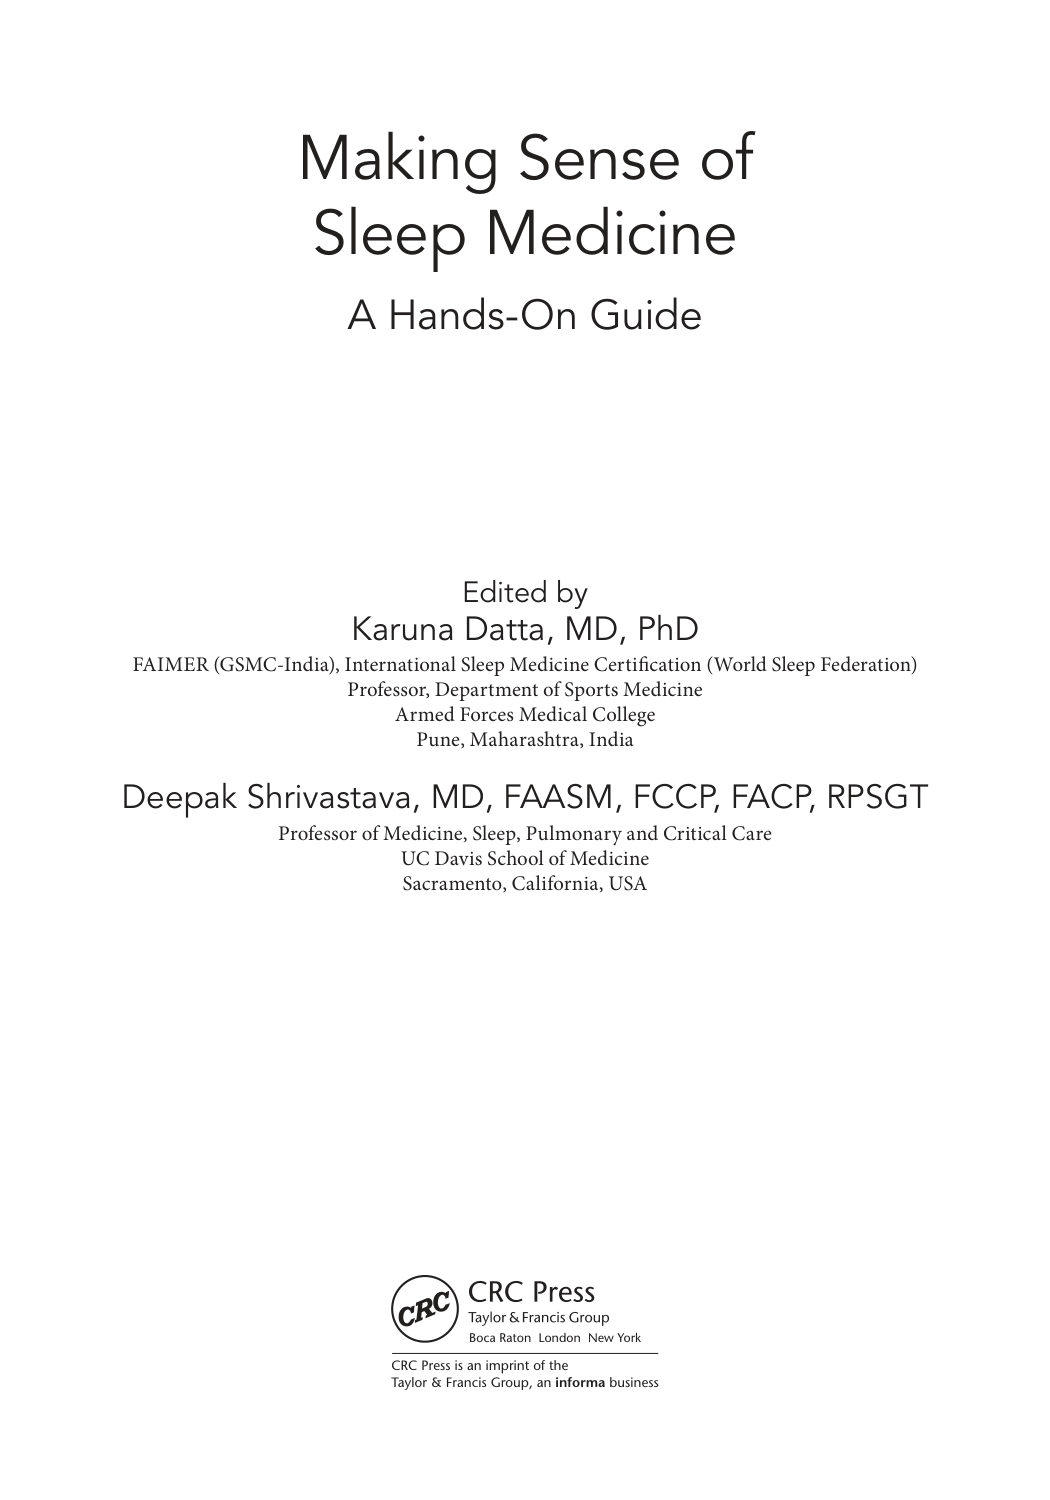 Making Sense of
Sleep Medicine
A Hands-On Guide
Edited by
Karuna Datta, MD, PhD
FAIMER (GSMC-India), International Sleep Medicine Certification (World Sleep Federation)
Professor, Department of Sports Medicine
Armed Forces Medical College
Pune, Maharashtra, India
Deepak Shrivastava, MD, FAASM, FCCP, FACP, RPSGT
Professor of Medicine, Sleep, Pulmonary and Critical Care
UC Davis School of Medicine
Sacramento, California, USA
CRC
CRC Press
Taylor & Francis Group
Boca Raton London New York
CRC Press is an imprint of the
Taylor & Francis Group, an informa business